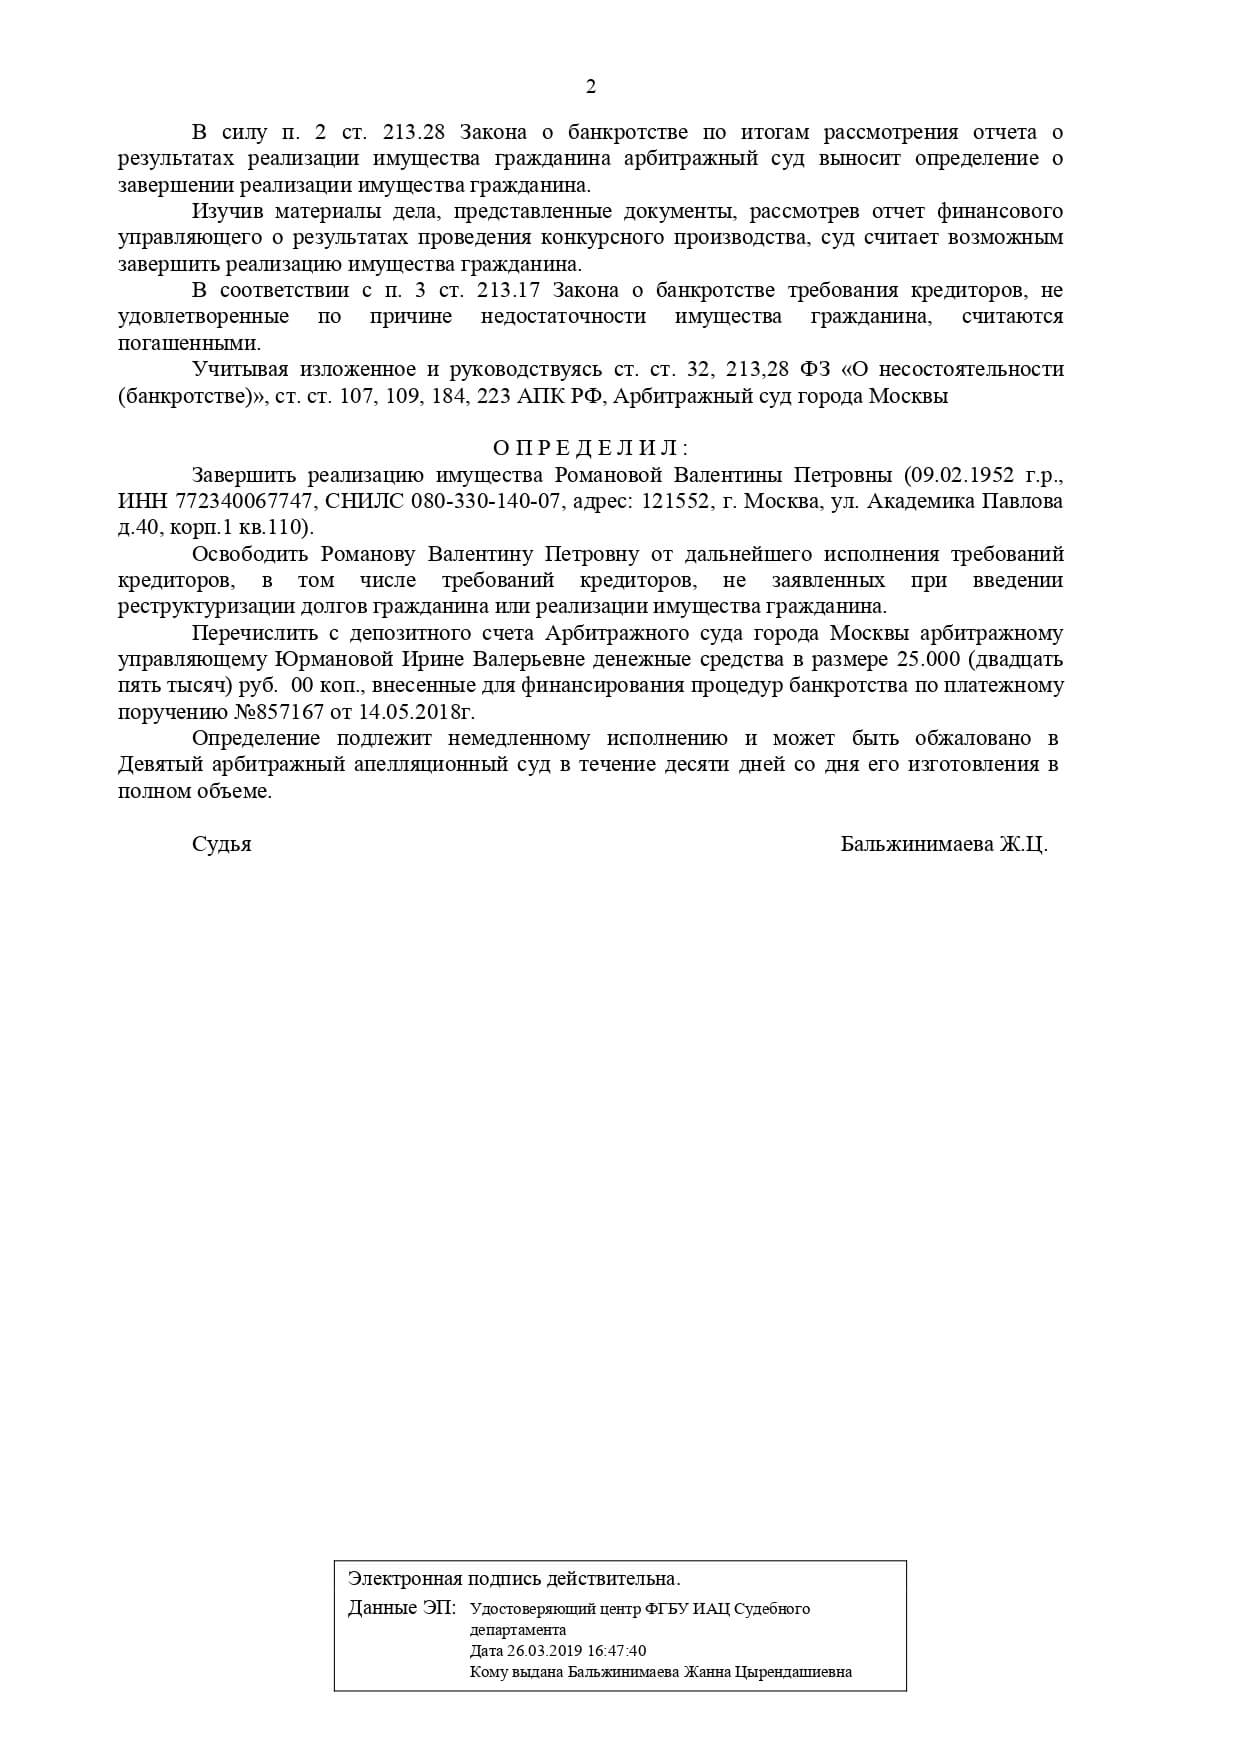 2
В силу п. 2 ст. 213.28 Закона о банкротстве по итогам рассмотрения отчета о
результатах реализации имущества гражданина арбитражный суд выносит определение о
завершении реализации имущества гражданина.
Изучив материалы дела, представленные документы, рассмотрев отчет финансового
управляющего о результатах проведения конкурсного производства, суд считает возможным
завершить реализацию имущества гражданина.
В соответствии с п. 3 ст. 213.17 Закона о банкротстве требования кредиторов, не
удовлетворенные по причине недостаточности имущества гражданина, считаются
погашенными.
Учитывая изложенное и руководствуясь ст. ст. 32, 213,28 ФЗ «О несостоятельности
(банкротстве)», ст. ст. 107, 109, 184, 223 АПК РФ, Арбитражный суд города Москвы
О П Р Е Д Е Л И Л :
Завершить реализацию имущества Романовой Валентины Петровны (09.02.1952 г.р.,
ИНН 772340067747, СНИЛС 080-330-140-07, адрес: 121552, г. Москва, ул. Академика Павлова
д.40, корп.1 кв.110).
Освободить Романову Валентину Петровну от дальнейшего исполнения требований
кредиторов, в том числе требований кредиторов, не заявленных при введении
реструктуризации долгов гражданина или реализации имущества гражданина.
Перечислить с депозитного счета Арбитражного суда города Москвы арбитражному
управляющему Юрмановой Ирине Валерьевне денежные средства в размере 25.000 (двадцать
пять тысяч) руб. 00 коп., внесенные для финансирования процедур банкротства по платежному
поручению №857167 от 14.05.2018г.
Определение подлежит немедленному исполнению и может быть обжаловано в
Девятый арбитражный апелляционный суд в течение десяти дней со дня его изготовления в
полном объеме.
Судья Бальжинимаева Ж.Ц.
Электронная подпись действительна.
Данные ЭП: Удостоверяющий центр ФГБУ ИАЦ Судебного
департамента
Дата 26.03.2019 16:47:40
Кому выдана Бальжинимаева Жанна Цырендашиевна